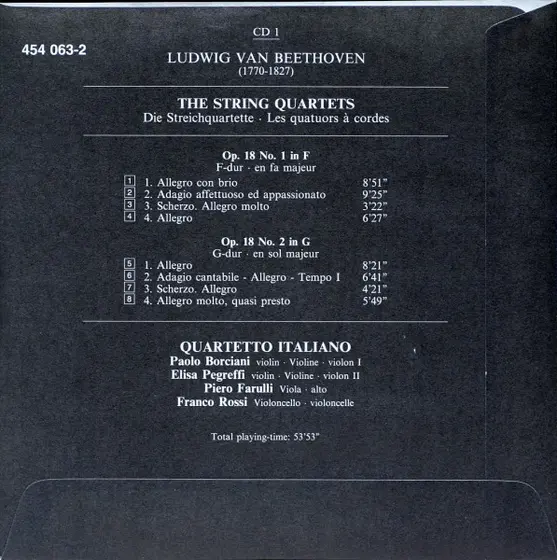 CD 1
454 063-2
LUDWIG VAN BEETHOVEN
(1770-1827)
THE STRING QUARTETS
Die Streichquartette · Les quatuors à cordes
Op. 18 No. 1 in F
F-dur · en fa majeur
1 1. Allegro con brio 8'51"
2 2. Adagio affettuoso ed appassionato 9'25"
3 3. Scherzo. Allegro molto 3'22"
4 4. Allegro 6'27"
Op. 18 No. 2 in G
G-dur · en sol majeur
5 1. Allegro 8'21"
6 2. Adagio cantabile - Allegro - Tempo I 6'41"
7 3. Scherzo. Allegro 4'21"
8 4. Allegro molto, quasi presto 5'49"
QUARTETTO ITALIANO
Paolo Borciani violin · Violine · violon I
Elisa Pegreffi violin · Violine · violon II
Piero Farulli Viola · alto
Franco Rossi Violoncello · violoncelle
Total playing-time: 53'53"